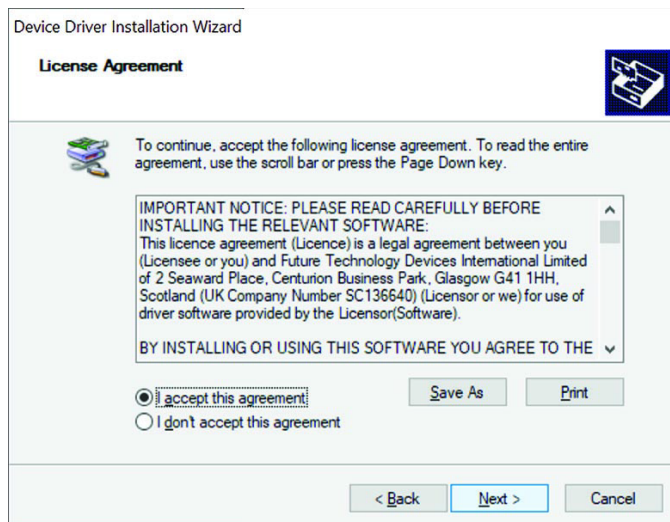 Device Driver Installation Wizard
License Agreement
To continue, accept the following license agreement. To read the entire
agreement, use the scroll bar or press the Page Down key.
IMPORTANT NOTICE: PLEASE READ CAREFULLY BEFORE
INSTALLING THE RELEVANT SOFTWARE:
This licence agreement (Licence) is a legal agreement between you
(Licensee or you) and Future Technology Devices International Limited
of 2 Seaward Place, Centurion Business Park, Glasgow G41 1HH,
Scotland (UK Company Number SC136640) (Licensor or we) for use of
driver software provided by the Licensor(Software).
BY INSTALLING OR USING THIS SOFTWARE YOU AGREE TO THE
I accept this agreement
Save As
Print
I don't accept this agreement
< Back
Next >
Cancel